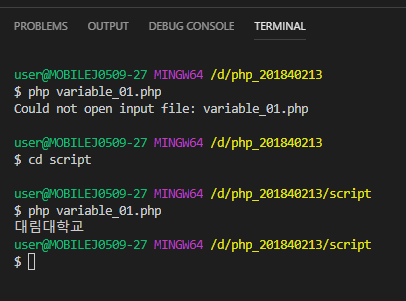 PROBLEMS OUTPUT DEBUG CONSOLE TERMINAL
user@MOBILEJ0509-27 MINGW64 /d/php_201840213
$ php variable_01.php
Could not open input file: variable_01.php
user@MOBILEJ0509-27 MINGW64 /d/php_201840213
$ cd script
user@MOBILEJ0509-27 MINGW64 /d/php_201840213/script
$ php variable_01.php
대림대학교
user@MOBILEJ0509-27 MINGW64 /d/php_201840213/script
$